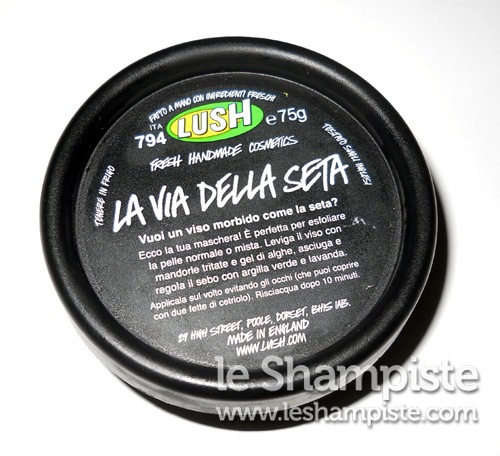 FATTO A MANO CON INGREDIENTI FRESCHI
ITA
794
LUSH
e 75g
FRESH HANDMADE COSMETICS
TENERE IN FRIGO
LA VIA DELLA SETA
Vuoi un viso morbido come la seta?
Ecco la tua maschera! È perfetta per esfoliare
la pelle normale o mista. Leviga il viso con
mandorle tritate e gel di alghe, asciuga e
regola il sebo con argilla verde e lavanda.
Applicala sul volto evitando gli occhi (che puoi coprire
con due fette di cetriolo). Risciacqua dopo 10 minuti.
29 HIGH STREET, POOLE, DORSET, BH15 1AB.
MADE IN ENGLAND
WWW.LUSH.COM
le Shampiste
www.leshampiste.com